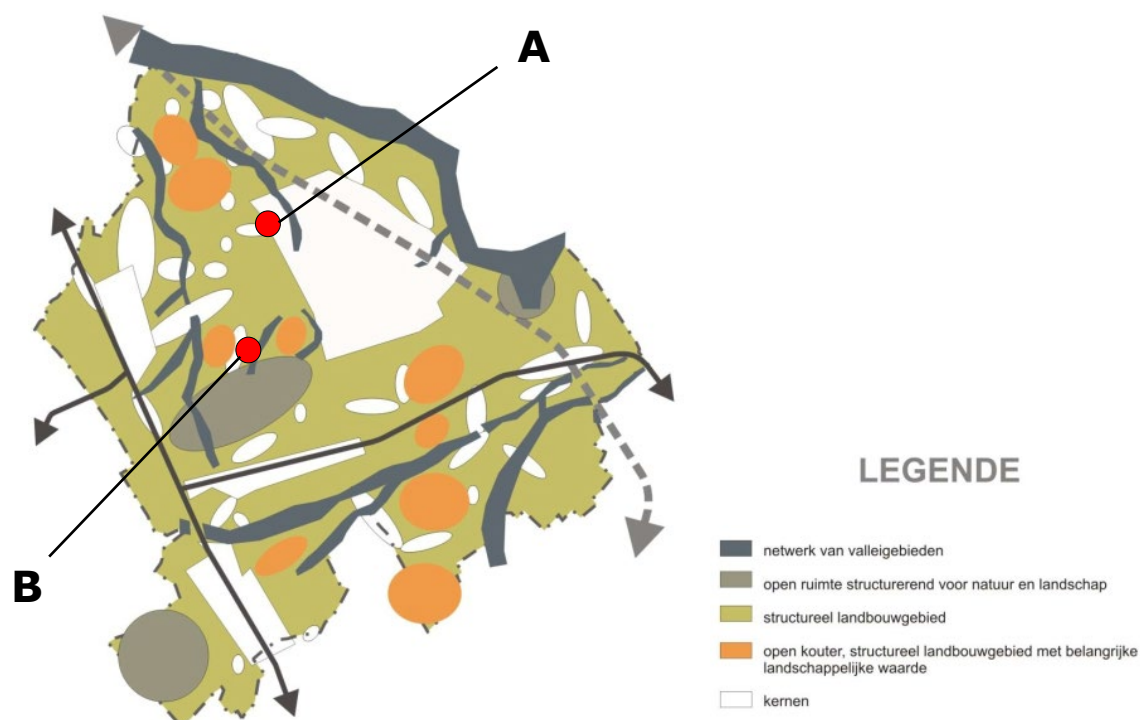 A
B
LEGENDE
netwerk van valleigebieden
open ruimte structurerend voor natuur en landschap
structureel landbouwgebied
open kouter, structureel landbouwgebied met belangrijke
landschappelijke waarde
kernen